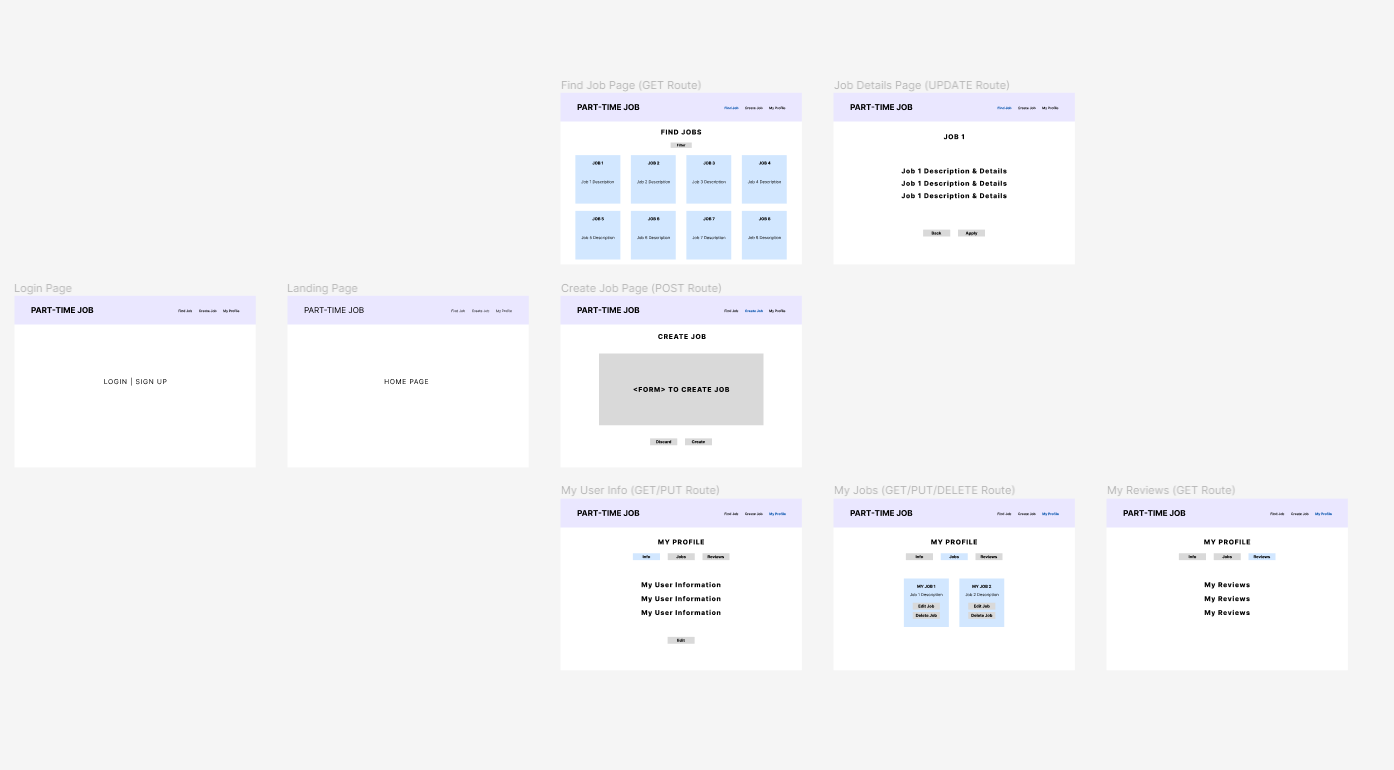 Find Job Page (GET Route)
PART-TIME JOB
Find Job Create Job My Profile
FIND JOBS
Filter
JOB 1 JOB 2 JOB 3 JOB 4
Job 1 Description Job 2 Description Job 3 Description Job 4 Description
JOB 5 JOB 6 JOB 7 JOB 8
Job 5 Description Job 6 Description Job 7 Description Job 8 Description
Job Details Page (UPDATE Route)
PART-TIME JOB
Find Job Create Job My Profile
JOB 1
Job 1 Description & Details
Job 1 Description & Details
Job 1 Description & Details
Back Apply
Login Page
PART-TIME JOB
Find Job Create Job My Profile
LOGIN | SIGN UP
Landing Page
PART-TIME JOB
Find Job Create Job My Profile
HOME PAGE
Create Job Page (POST Route)
PART-TIME JOB
Find Job Create Job My Profile
CREATE JOB
<FORM> TO CREATE JOB
Discard Create
My User Info (GET/PUT Route)
PART-TIME JOB
Find Job Create Job My Profile
MY PROFILE
Info Jobs Reviews
My User Information
My User Information
My User Information
Edit
My Jobs (GET/PUT/DELETE Route)
PART-TIME JOB
Find Job Create Job My Profile
MY PROFILE
Info Jobs Reviews
MY JOB 1 MY JOB 2
Job 1 Description Job 2 Description
Edit Job Edit Job
Delete Job Delete Job
My Reviews (GET Route)
PART-TIME JOB
Find Job Create Job My Profile
MY PROFILE
Info Jobs Reviews
My Reviews
My Reviews
My Reviews